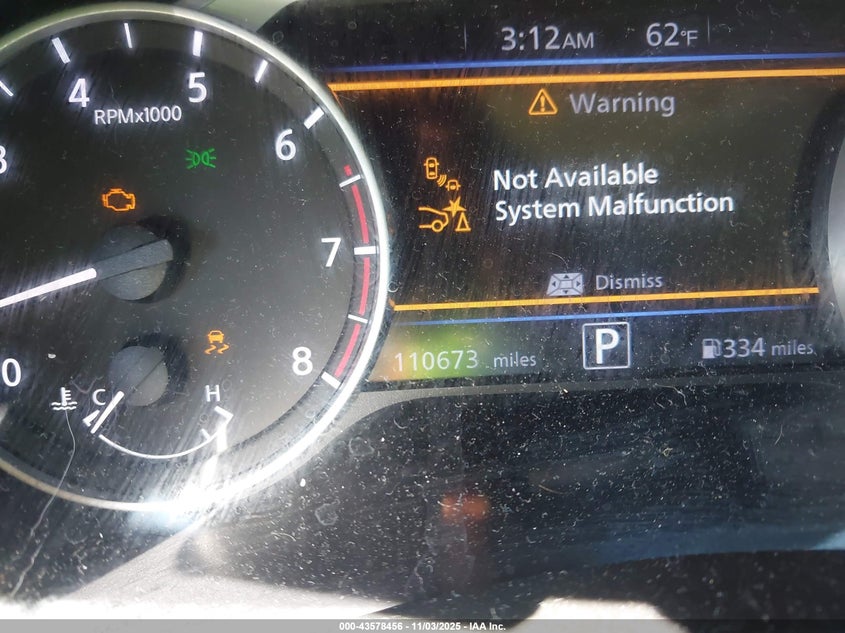 3:12AM 62°F
4 5
RPMx1000
6
7
8
0
C H
Warning
Not Available
System Malfunction
Dismiss
110673 miles P 334 miles
000-43578456 - 11/03/2025 - IAA Inc.